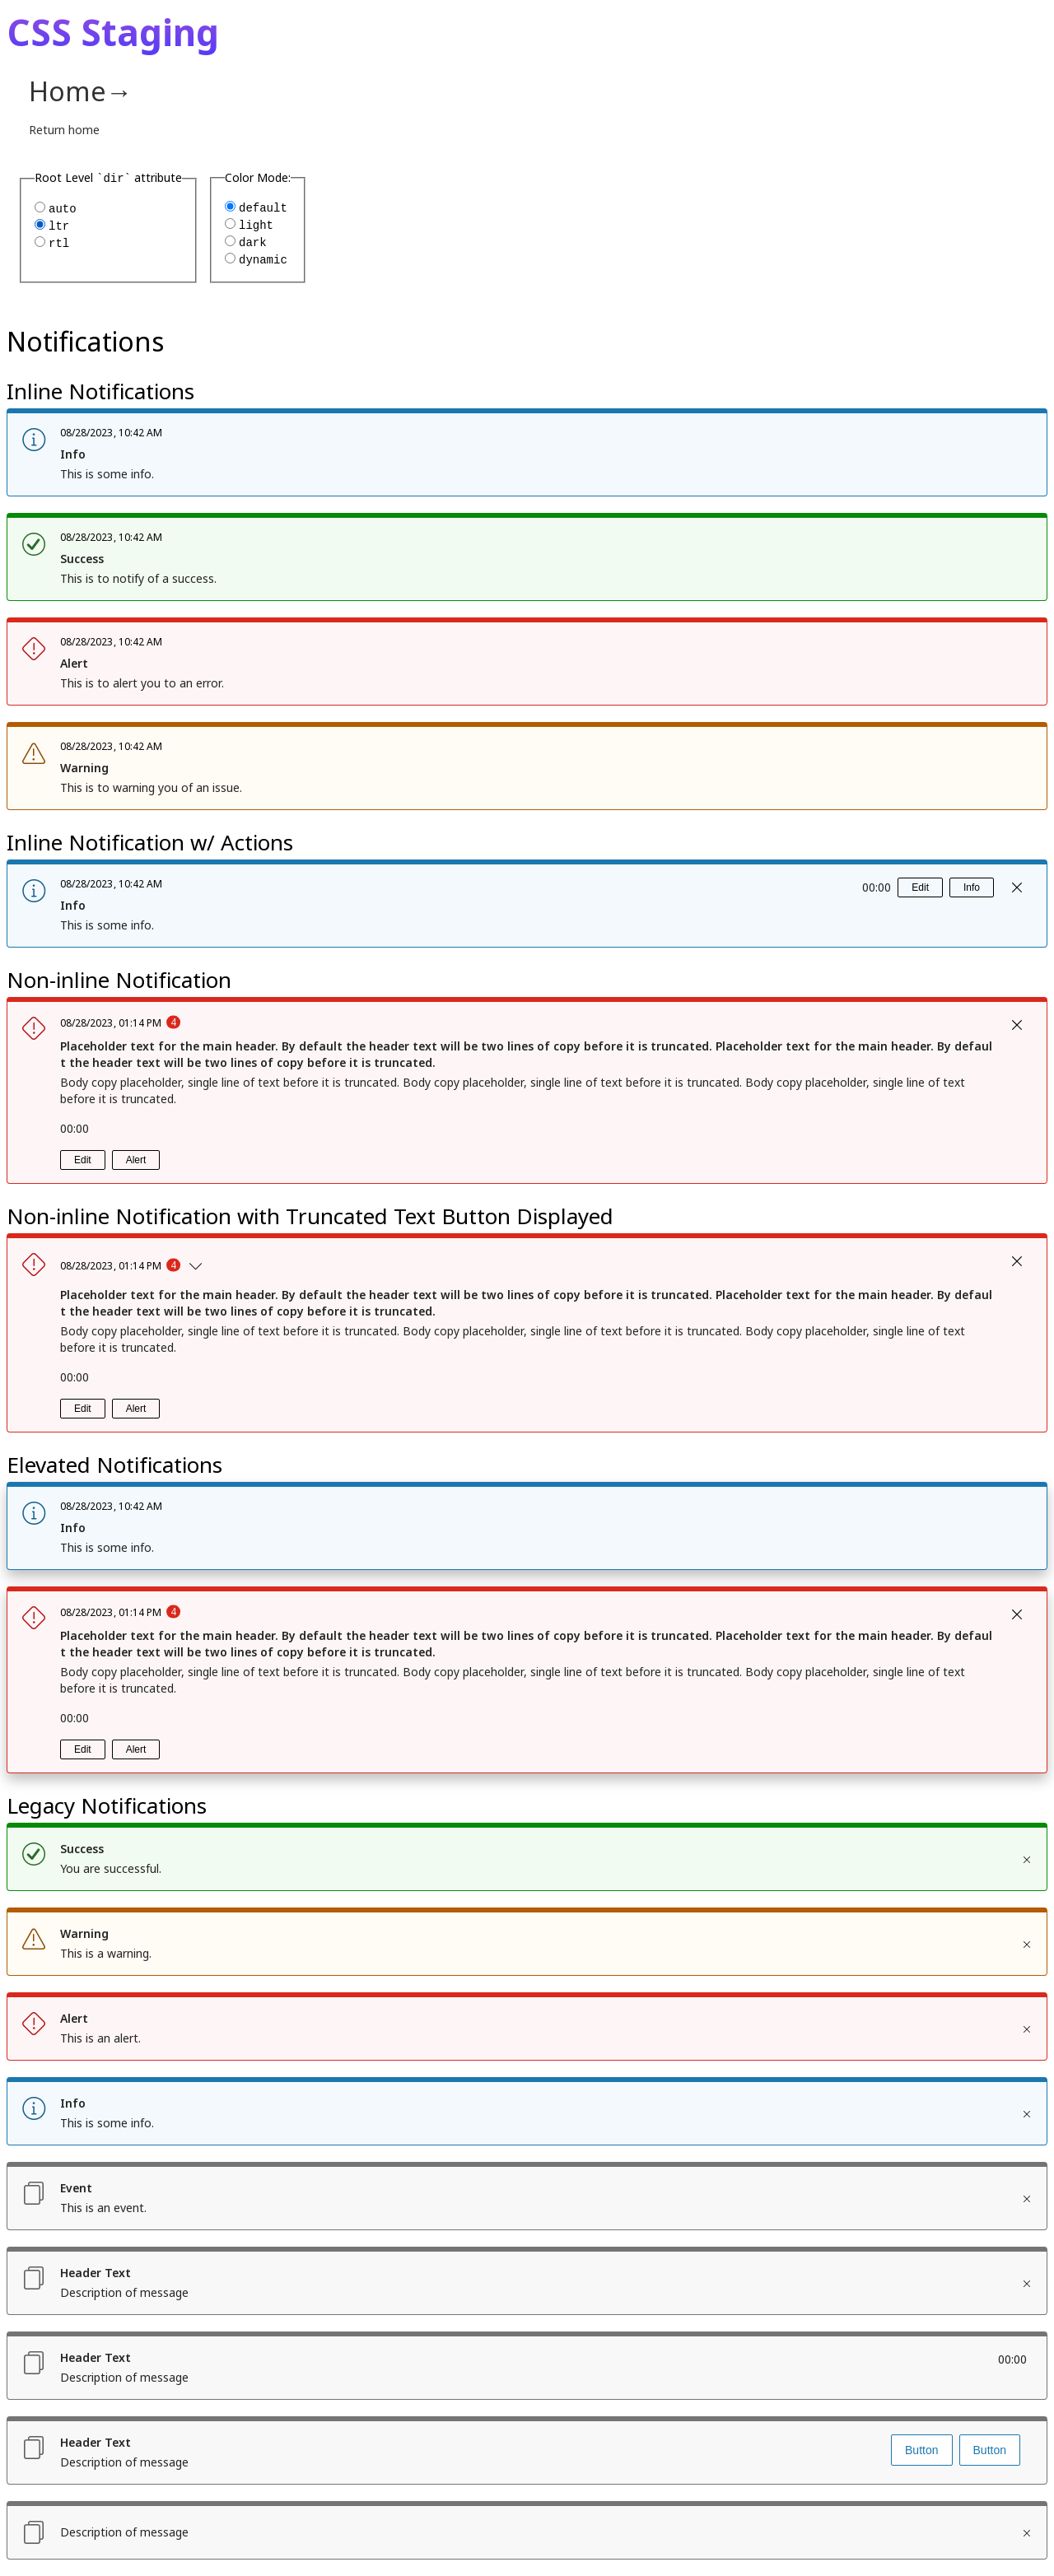 CSS Staging
Home→
Return home
Root Level `dir` attribute
auto
ltr
rtl
Color Mode:
default
light
dark
dynamic
Notifications
Inline Notifications
08/28/2023, 10:42 AM
Info
This is some info.
08/28/2023, 10:42 AM
Success
This is to notify of a success.
08/28/2023, 10:42 AM
Alert
This is to alert you to an error.
08/28/2023, 10:42 AM
Warning
This is to warning you of an issue.
Inline Notification w/ Actions
08/28/2023, 10:42 AM
00:00 Edit Info
Info
This is some info.
Non-inline Notification
08/28/2023, 01:14 PM 4
Placeholder text for the main header. By default the header text will be two lines of copy before it is truncated. Placeholder text for the main header. By defaul
t the header text will be two lines of copy before it is truncated.
Body copy placeholder, single line of text before it is truncated. Body copy placeholder, single line of text before it is truncated. Body copy placeholder, single line of text
before it is truncated.
00:00
Edit Alert
Non-inline Notification with Truncated Text Button Displayed
08/28/2023, 01:14 PM 4
Placeholder text for the main header. By default the header text will be two lines of copy before it is truncated. Placeholder text for the main header. By defaul
t the header text will be two lines of copy before it is truncated.
Body copy placeholder, single line of text before it is truncated. Body copy placeholder, single line of text before it is truncated. Body copy placeholder, single line of text
before it is truncated.
00:00
Edit Alert
Elevated Notifications
08/28/2023, 10:42 AM
Info
This is some info.
08/28/2023, 01:14 PM 4
Placeholder text for the main header. By default the header text will be two lines of copy before it is truncated. Placeholder text for the main header. By defaul
t the header text will be two lines of copy before it is truncated.
Body copy placeholder, single line of text before it is truncated. Body copy placeholder, single line of text before it is truncated. Body copy placeholder, single line of text
before it is truncated.
00:00
Edit Alert
Legacy Notifications
Success
You are successful.
Warning
This is a warning.
Alert
This is an alert.
Info
This is some info.
Event
This is an event.
Header Text
Description of message
Header Text
00:00
Description of message
Header Text
Button Button
Description of message
Description of message